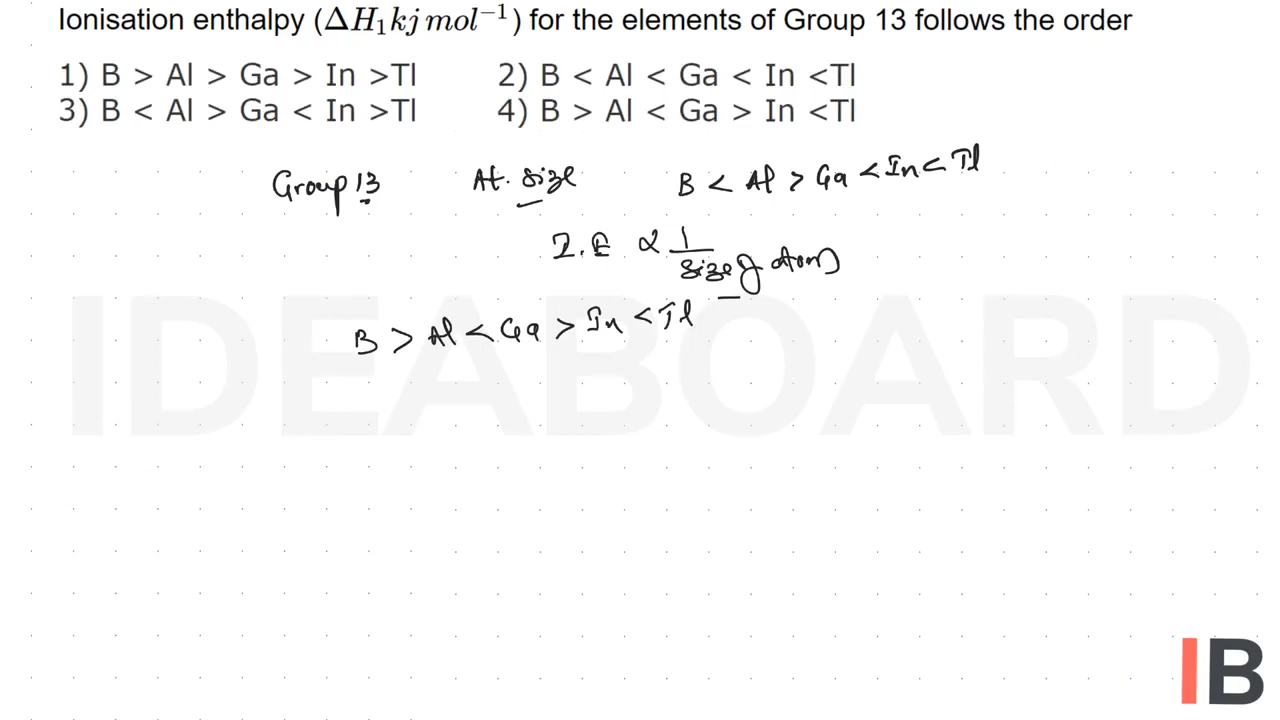 Ionisation enthalpy (ΔH₁kj mol⁻¹) for the elements of Group 13 follows the order
1) B > Al > Ga > In >Tl 2) B < Al < Ga < In <Tl
3) B < Al > Ga < In >Tl 4) B > Al < Ga > In <Tl
Group 13 At. size B < Al > Ga < In < Tl
I.E ∝ 1/size of atom
B > Al < Ga > In < Tl
IDEABOARD
IB